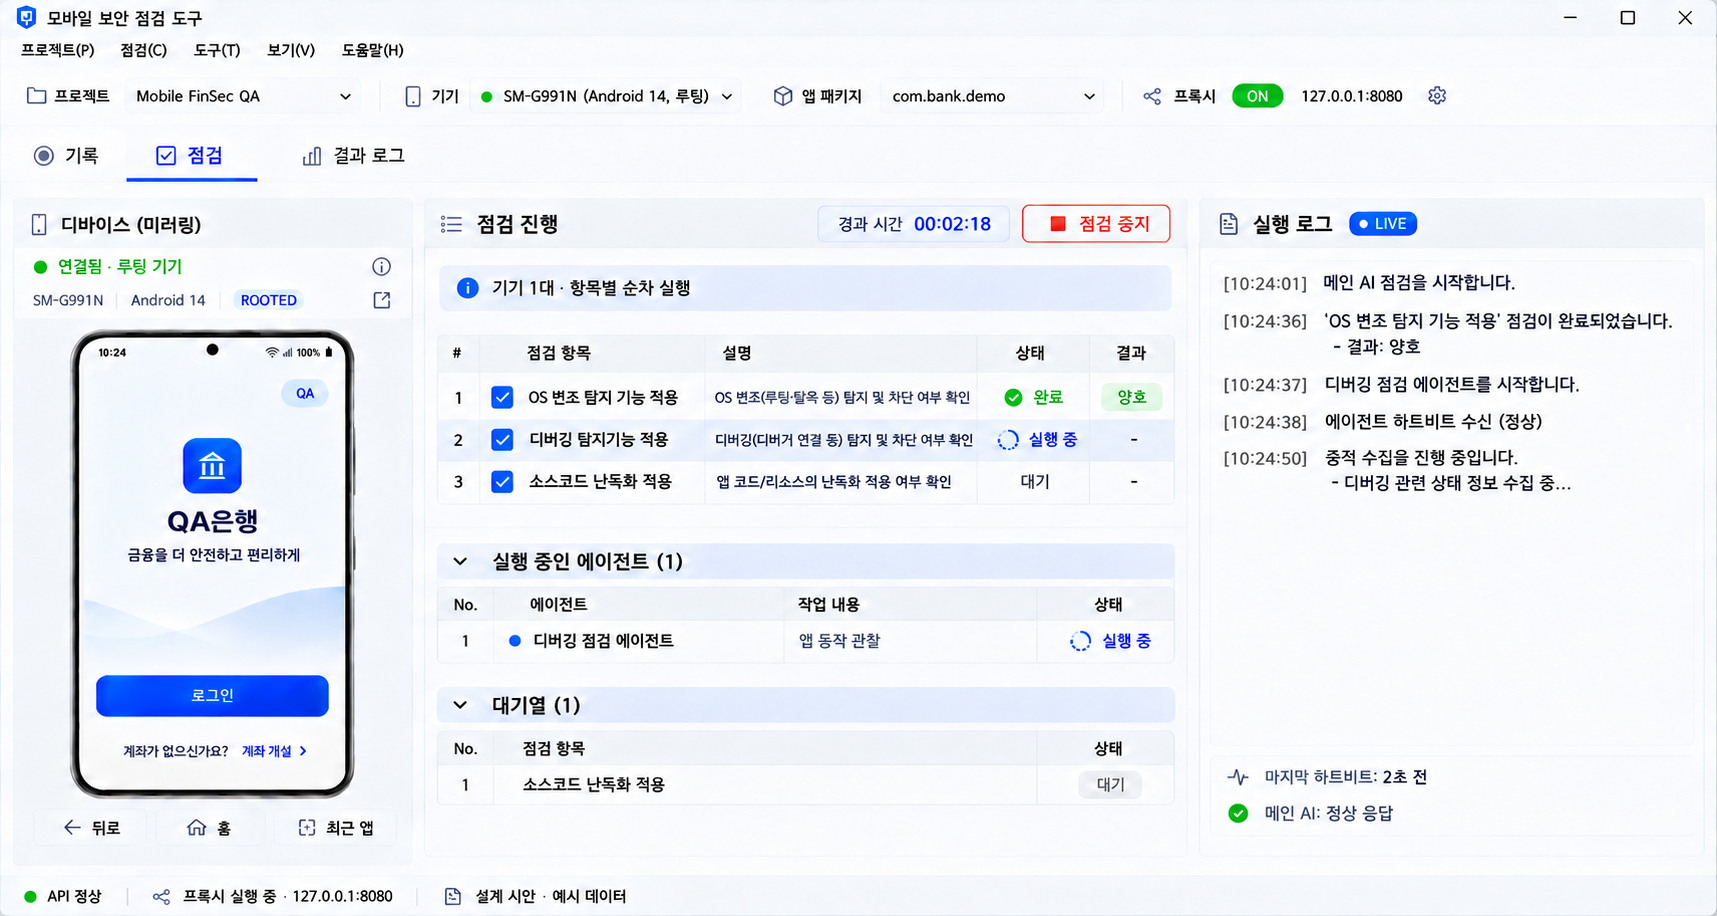 모바일 보안 점검 도구
프로젝트(P) 점검(C) 도구(T) 보기(V) 도움말(H)
프로젝트 Mobile FinSec QA 기기 SM-G991N (Android 14, 루팅) 앱 패키지 com.bank.demo 프록시 ON 127.0.0.1:8080
기록 점검 결과 로그
디바이스 (미러링)
연결됨 · 루팅 기기
SM-G991N Android 14 ROOTED
10:24 100%
QA
QA은행
금융을 더 안전하고 편리하게
로그인
계좌가 없으신가요? 계좌 개설
뒤로 홈 최근 앱
점검 진행 경과 시간 00:02:18 점검 중지
기기 1대 · 항목별 순차 실행
# 점검 항목 설명 상태 결과
1 OS 변조 탐지 기능 적용 OS 변조(루팅·탈옥 등) 탐지 및 차단 여부 확인 완료 양호
2 디버깅 탐지기능 적용 디버깅(디버거 연결 등) 탐지 및 차단 여부 확인 실행 중 -
3 소스코드 난독화 적용 앱 코드/리소스의 난독화 적용 여부 확인 대기 -
실행 중인 에이전트 (1)
No. 에이전트 작업 내용 상태
1 디버깅 점검 에이전트 앱 동작 관찰 실행 중
대기열 (1)
No. 점검 항목 상태
1 소스코드 난독화 적용 대기
실행 로그 LIVE
[10:24:01] 메인 AI 점검을 시작합니다.
[10:24:36] ‘OS 변조 탐지 기능 적용’ 점검이 완료되었습니다.
- 결과: 양호
[10:24:37] 디버깅 점검 에이전트를 시작합니다.
[10:24:38] 에이전트 하트비트 수신 (정상)
[10:24:50] 중적 수집을 진행 중입니다.
- 디버깅 관련 상태 정보 수집 중...
마지막 하트비트: 2초 전
메인 AI: 정상 응답
API 정상 프록시 실행 중 · 127.0.0.1:8080 설계 시안 · 예시 데이터